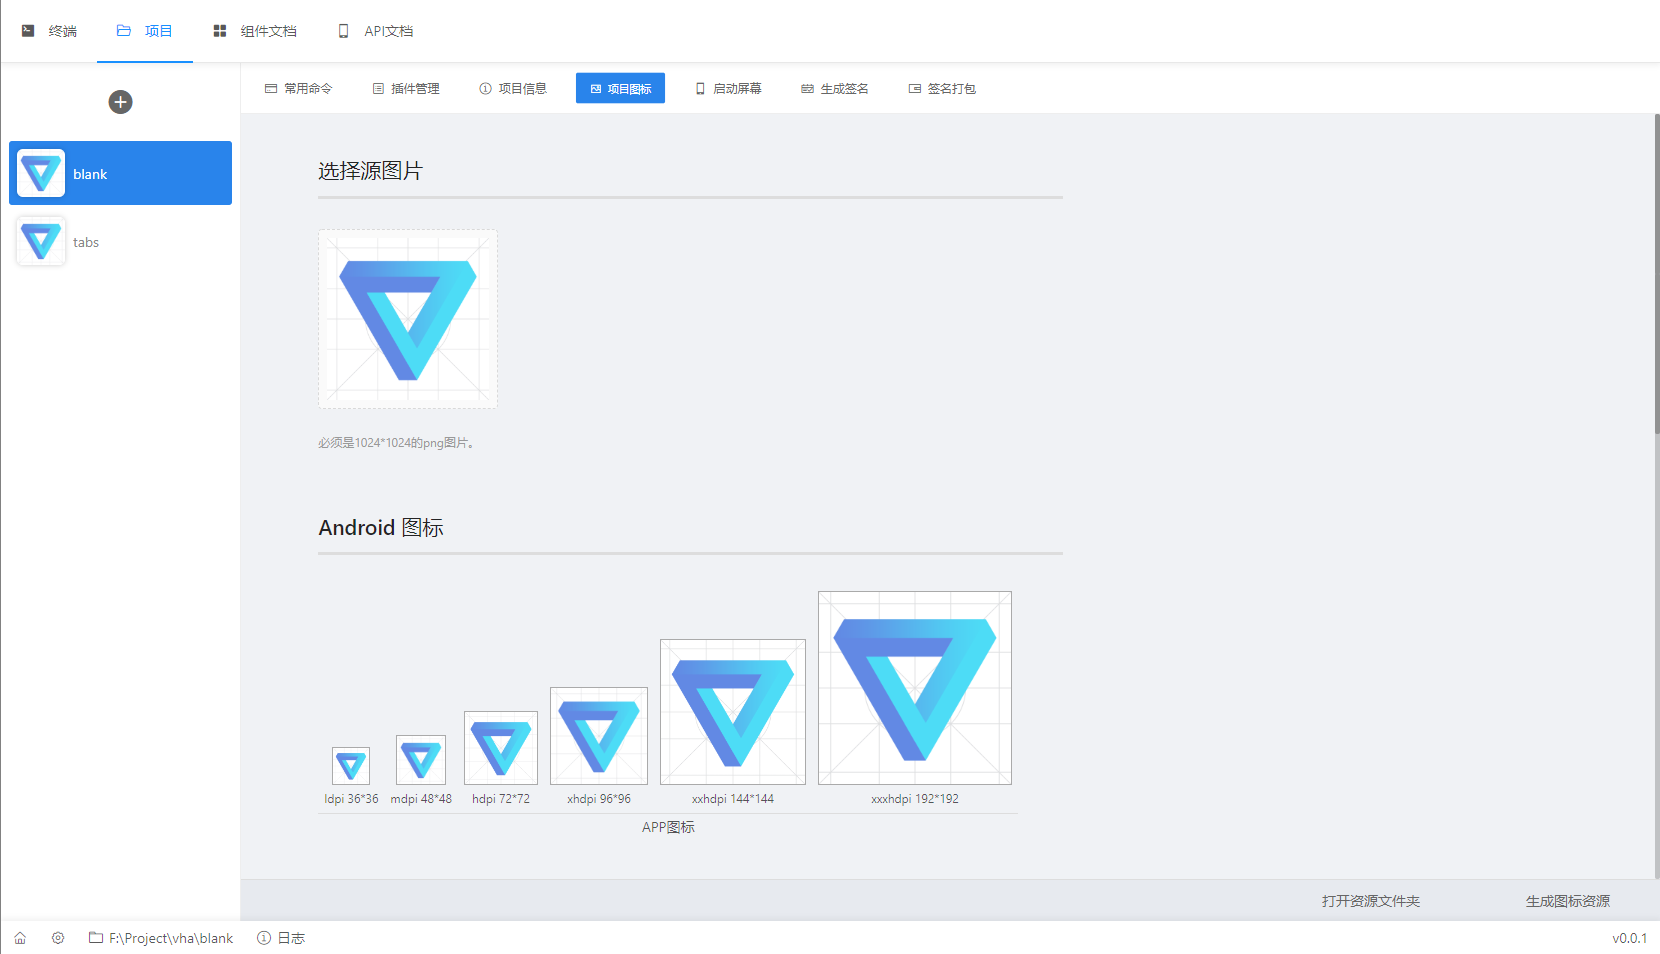 终端 项目 组件文档 API文档
常用命令 插件管理 项目信息 项目图标 启动屏幕 生成签名 签名打包
blank
tabs
选择源图片
必须是1024*1024的png图片。
Android 图标
ldpi 36*36 mdpi 48*48 hdpi 72*72 xhdpi 96*96 xxhdpi 144*144 xxxhdpi 192*192
APP图标
打开资源文件夹 生成图标资源
F:\Project\vha\blank 日志 v0.0.1